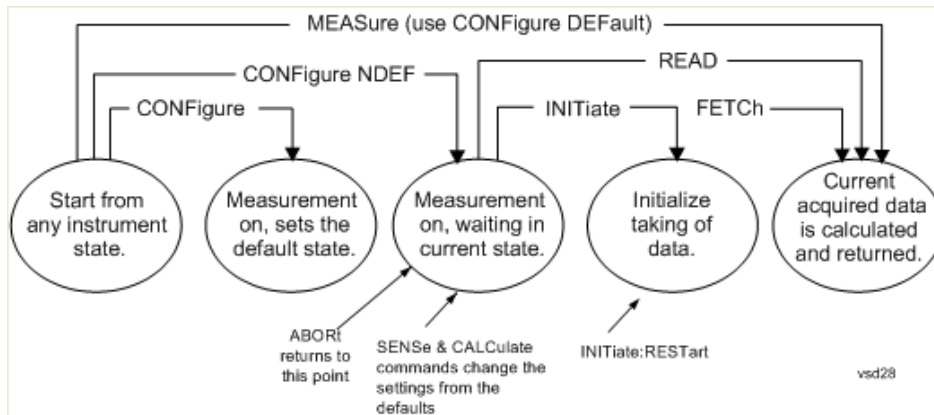 MEASure (use CONFigure DEFault)
CONFigure NDEF
READ
CONFigure
INITiate
FETCh
Start from
any instrument
state.
Measurement
on, sets the
default state.
Measurement
on, waiting in
current state.
Initialize
taking of
data.
Current
acquired data
is calculated
and returned.
ABORt
returns to
this point
SENSe & CALCulate
commands change the
settings from the
defaults
INITiate:RESTart
vsd28